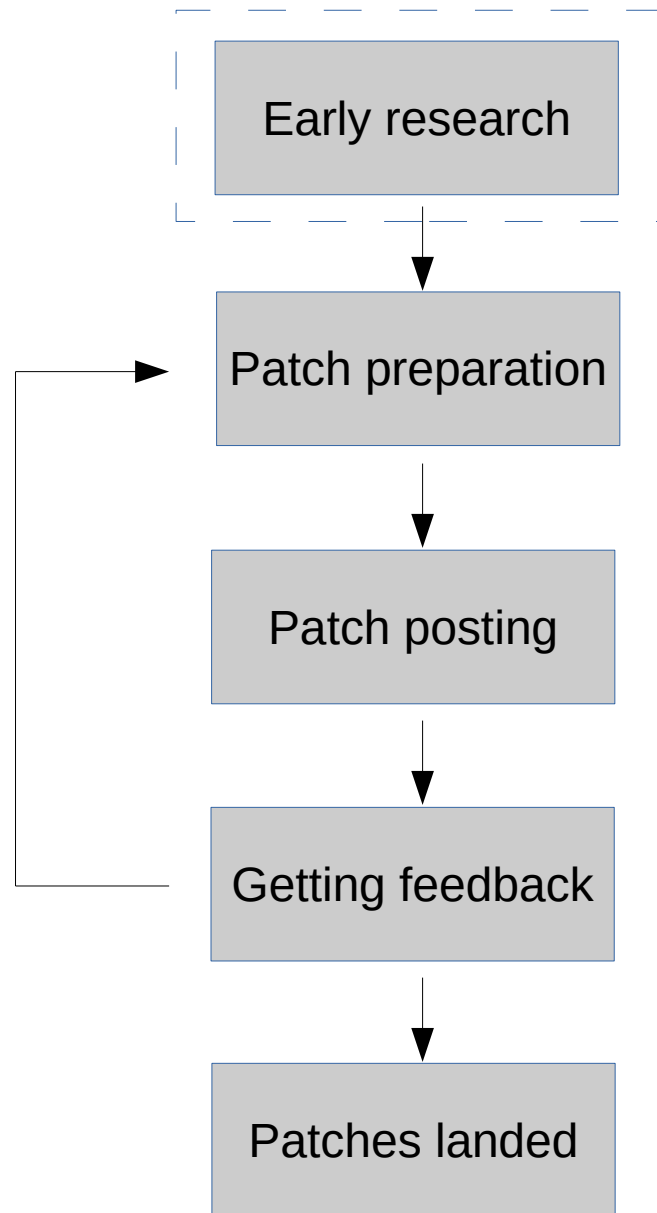 Early research
Patch preparation
Patch posting
Getting feedback
Patches landed